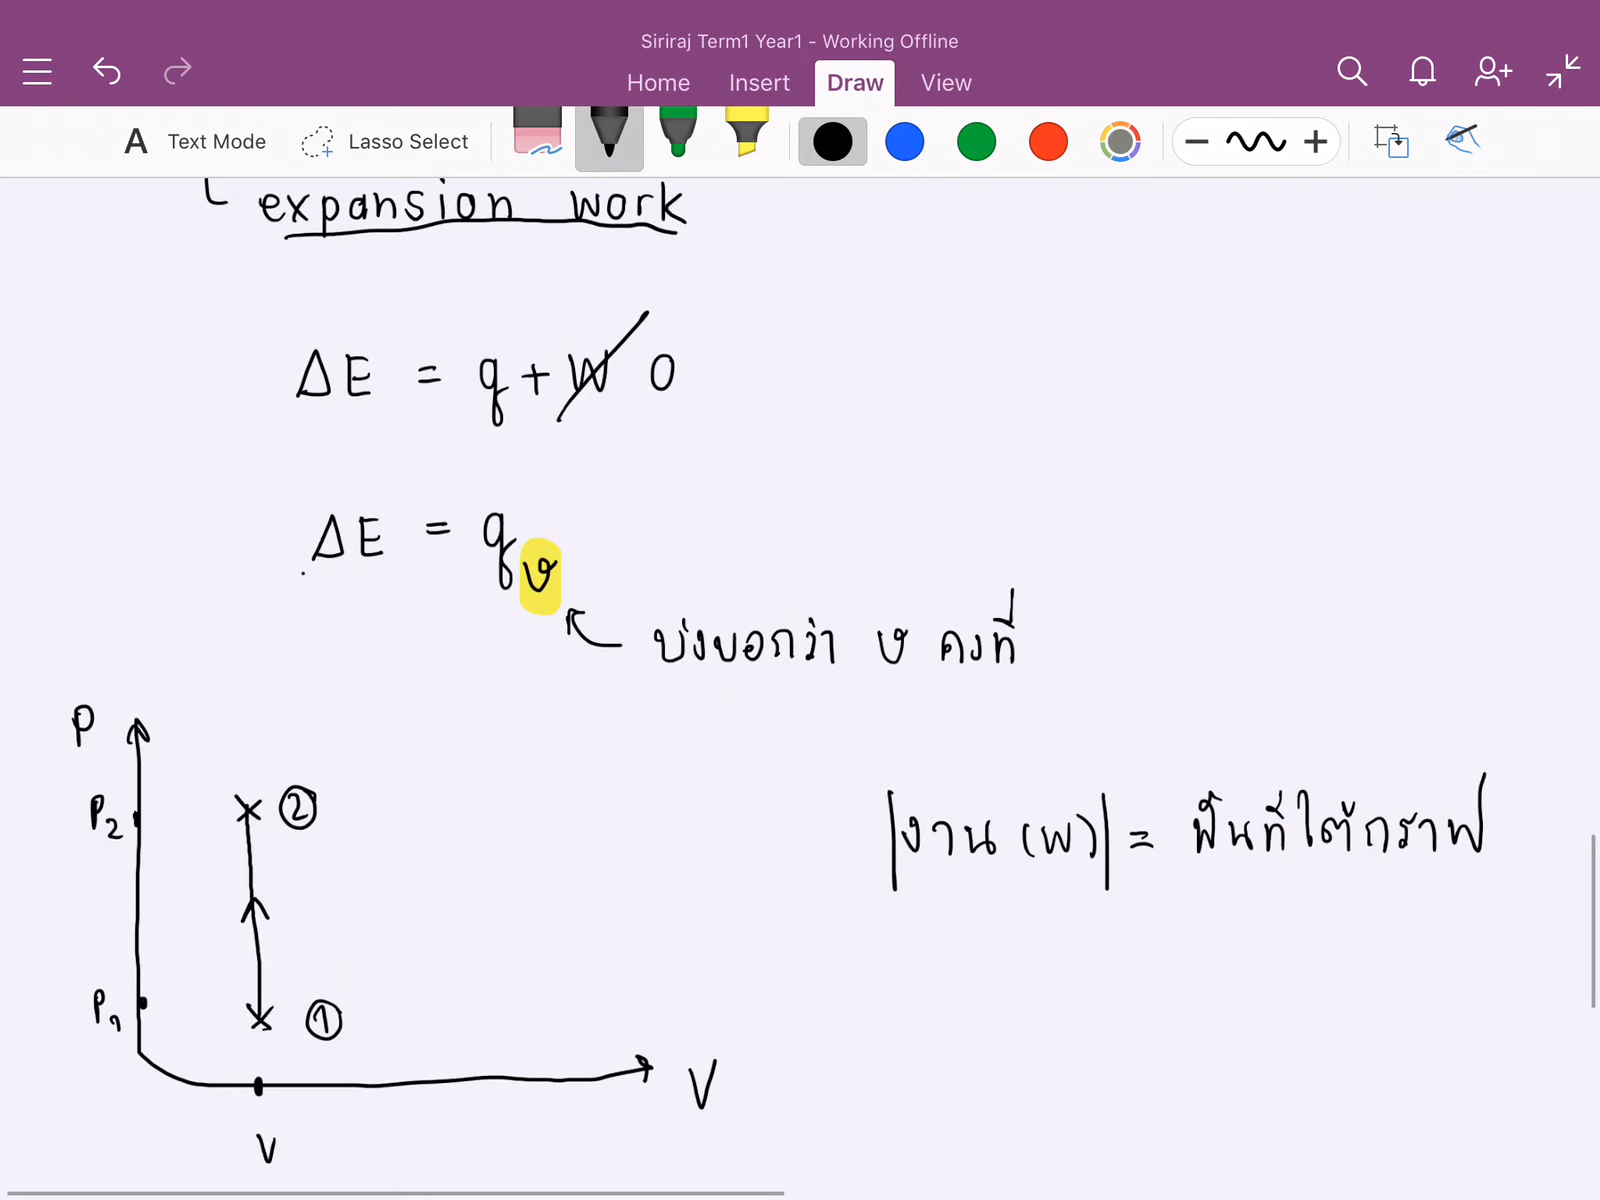 Siriraj Term1 Year1 - Working Offline
Home Insert Draw View
A Text Mode Lasso Select
expansion work
ΔE = q + W 0
ΔE = qv
บ่งบอกว่า v คงที่
P
P2
②
|งาน (W)| = พื้นที่ใต้กราฟ
P1
①
V
V